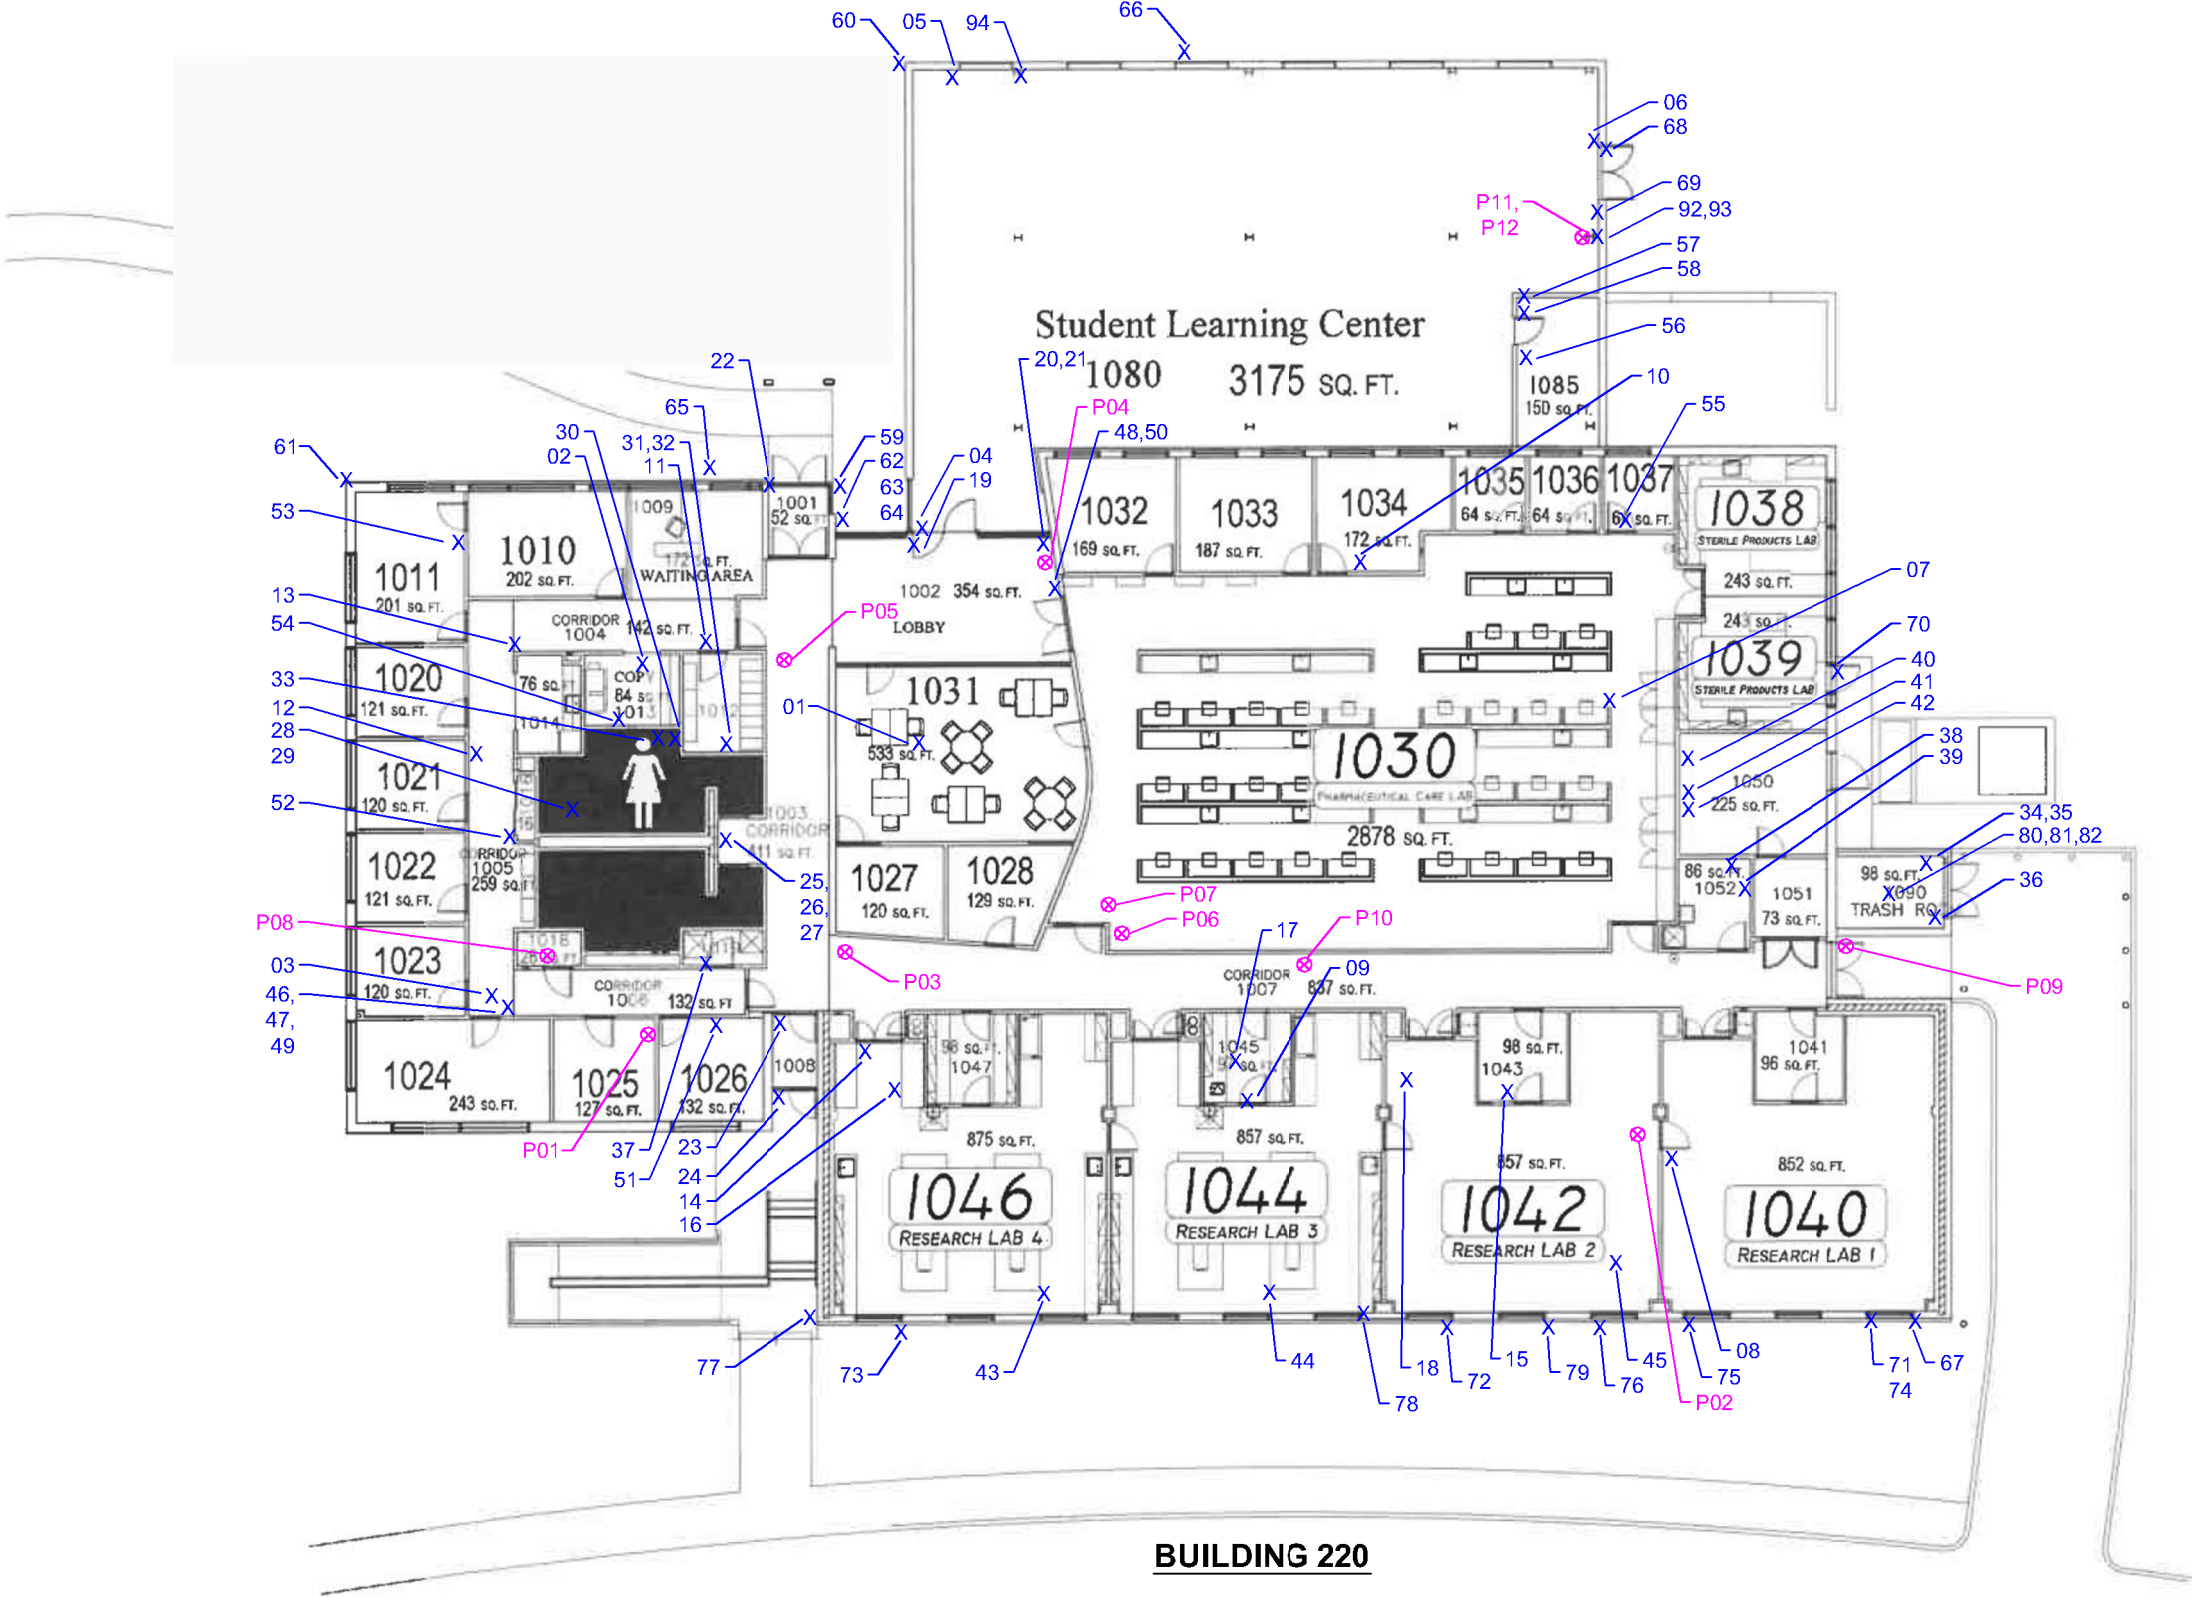 60
05
94
66
06
68
69
P11,
P12
92,93
57
58
56
Student Learning Center
1080
3175 SQ. FT.
22
20,21
10
1085
150 SQ. FT.
55
65
P04
30
02
31,32
11
59
62
63
64
04
19
48,50
61
53
1001
52 SQ. FT.
1009
172 SQ. FT.
WAITING AREA
1010
202 SQ. FT.
1011
201 SQ. FT.
1032
169 SQ. FT.
1033
187 SQ. FT.
1034
172 SQ. FT.
1035
64 SQ. FT.
1036
64 SQ. FT.
1037
SQ. FT.
1038
STERILE PRODUCTS LAB
243 SQ. FT.
07
13
54
CORRIDOR
1004
142 SQ. FT.
P05
1002
354 SQ. FT.
LOBBY
243 SQ. FT.
1039
STERILE PRODUCTS LAB
70
40
41
42
33
12
28
29
1020
121 SQ. FT.
76 SQ.
1014
COPY
84 SQ FT
1013
1012
01
1031
533 SQ. FT.
38
39
1021
120 SQ. FT.
1030
PHARMACEUTICAL CARE LAB
2878 SQ. FT.
1050
225 SQ. FT.
52
1003
CORRIDOR
411 SQ. FT.
34,35
80,81,82
1022
121 SQ. FT.
CORRIDOR
1005
259 SQ. FT.
25,
26,
27
1027
120 SQ. FT.
1028
129 SQ. FT.
P07
P06
86 SQ. FT.
1052
1051
73 SQ. FT.
98 SQ. FT.
1090
TRASH RO
36
P08
03
46,
47,
49
1023
120 SQ. FT.
1018
CORRIDOR
1006
132 SQ. FT
P03
17
P10
09
CORRIDOR
1007
837 SQ. FT.
P09
1024
243 SQ. FT.
1025
127 SQ. FT.
1026
132 SQ. FT.
1008
98 SQ. FT.
1047
1045
SQ. FT.
98 SQ. FT.
1043
1041
96 SQ. FT.
P01
37
51
23
24
14
16
875 SQ. FT.
1046
RESEARCH LAB 4
857 SQ. FT.
1044
RESEARCH LAB 3
857 SQ. FT.
1042
RESEARCH LAB 2
852 SQ. FT.
1040
RESEARCH LAB 1
77
73
43
44
78
18
72
15
79
76
45
P02
75
08
71
74
67
BUILDING 220